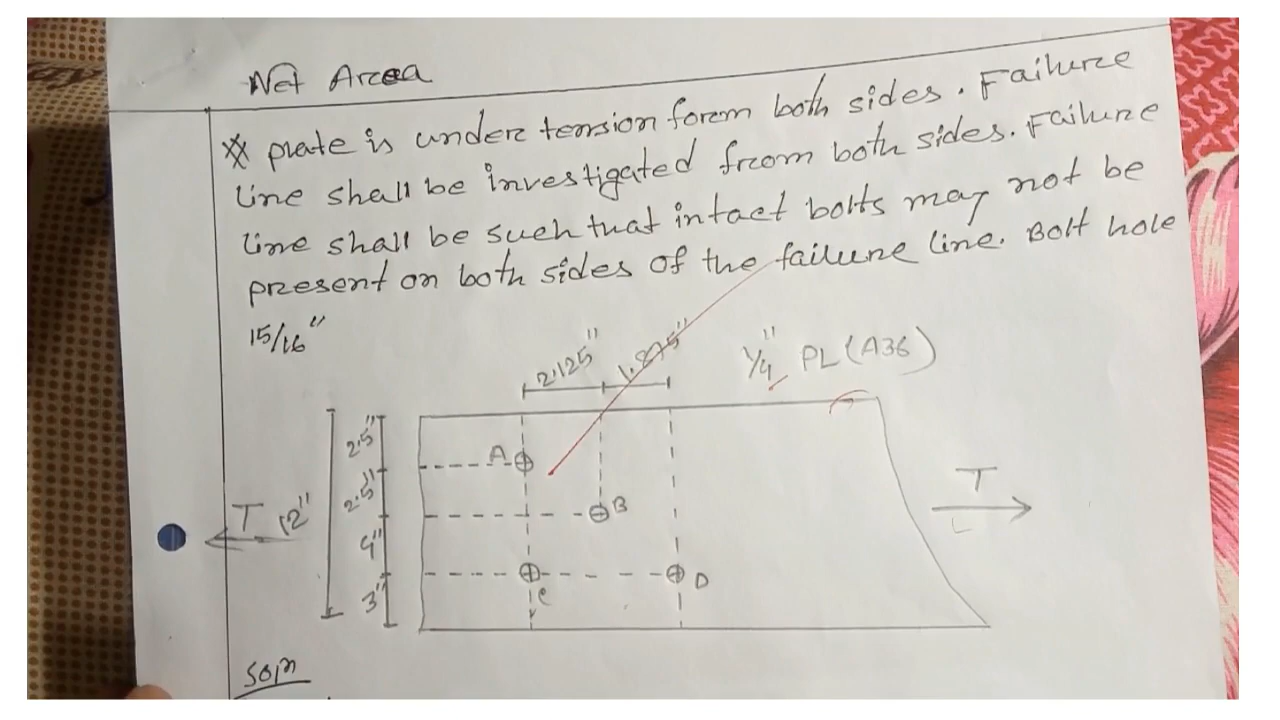 Net Area
* plate is under tension form both sides. Failure
line shall be investigated from both sides. Failure
line shall be such that intact bolts may not be
present on both sides of the failure line. Bolt hole
15/16"
2.125" 1.875"
1/4" PL (A36)
2.5"
A
2.5"
B
T 12"
T
4"
C
D
3"
Soln